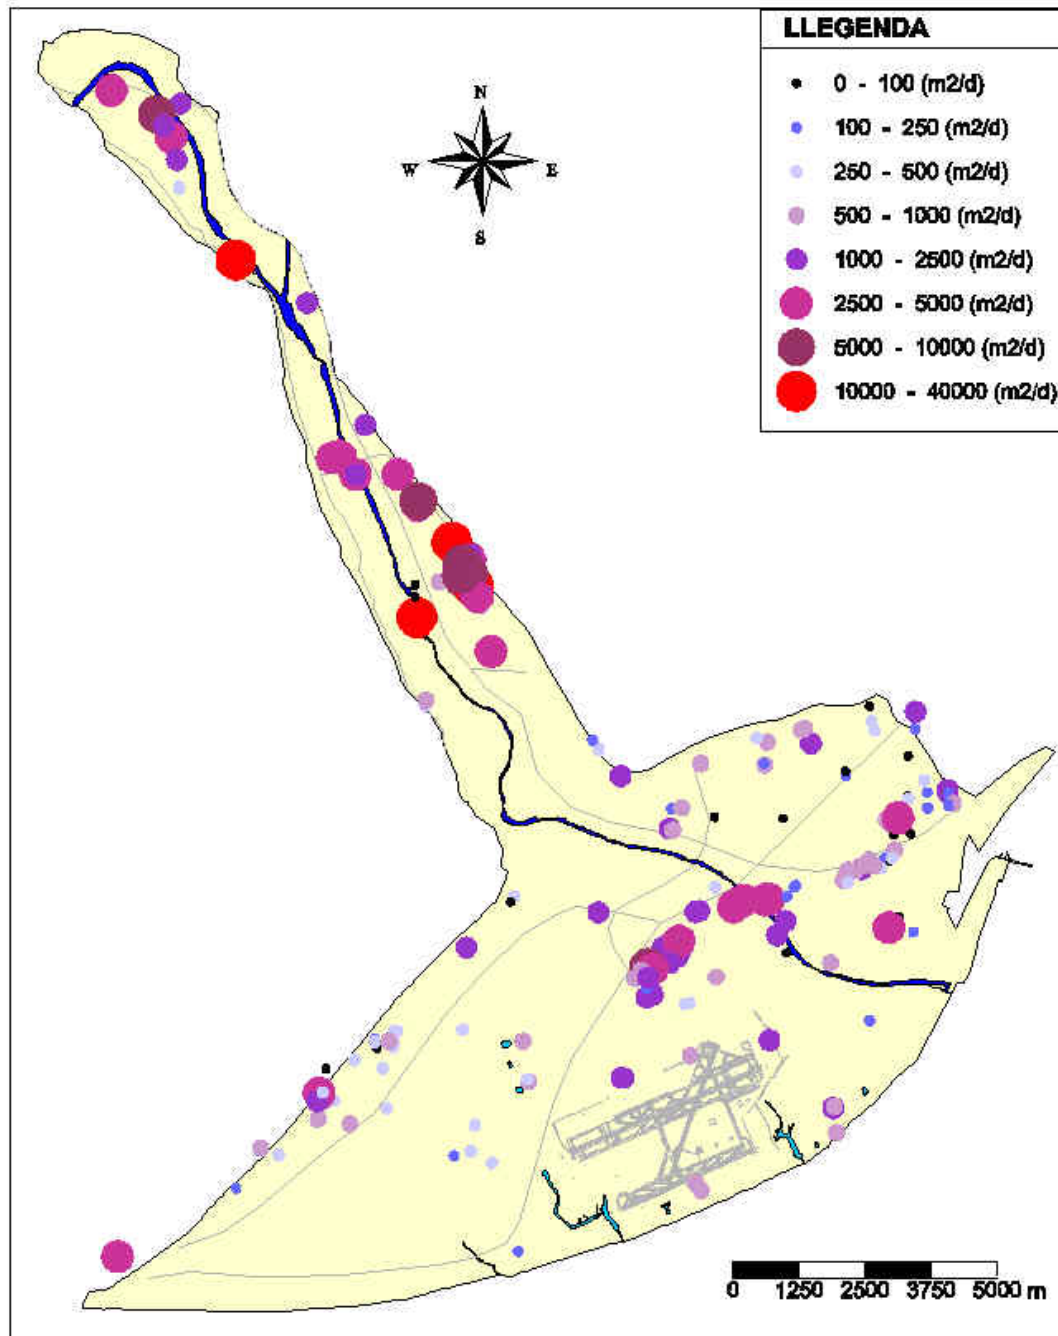 LLEGENDA
0 - 100 (m2/d)
100 - 250 (m2/d)
250 - 500 (m2/d)
500 - 1000 (m2/d)
1000 - 2500 (m2/d)
2500 - 5000 (m2/d)
5000 - 10000 (m2/d)
10000 - 40000 (m2/d)
N
W E
S
0 1250 2500 3750 5000 m